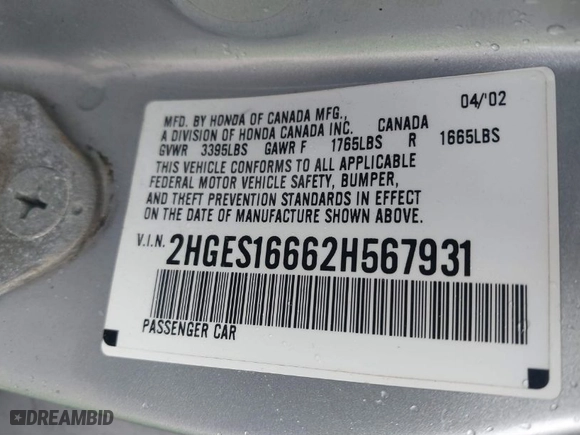 04/'02
MFD. BY HONDA OF CANADA MFG.,
A DIVISION OF HONDA CANADA INC. CANADA
GVWR 3395LBS GAWR F 1765LBS R 1665LBS
THIS VEHICLE CONFORMS TO ALL APPLICABLE
FEDERAL MOTOR VEHICLE SAFETY, BUMPER,
AND THEFT PREVENTION STANDARDS IN EFFECT
ON THE DATE OF MANUFACTURE SHOWN ABOVE.
V.I.N. 2HGES16662H567931
PASSENGER CAR
DREAMBID